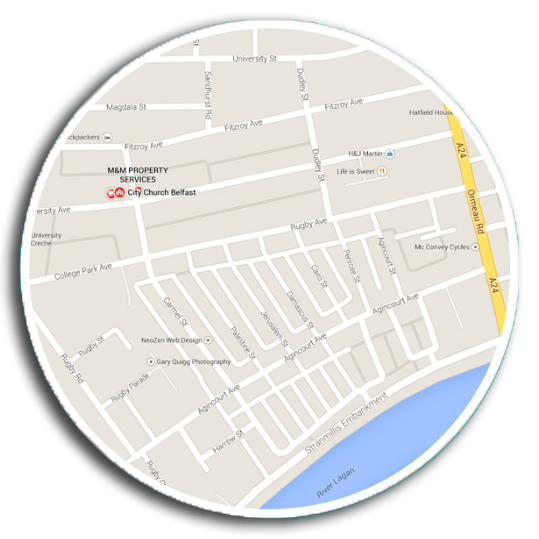 St
University St
Dudley St
Sandhurst Rd
Magdala St
Fitzroy Ave
Hatfield House
Fitzroy Ave
ckpackers
Fitzroy Ave
A24
R&J Martin
Dudley St
M&M PROPERTY
SERVICES
Life is Sweet
City Church Belfast
ersity Ave
Ormeau Rd
Rugby Ave
University
Creche
Agincourt St
Mc Convey Cycles
College Park Ave
Cairo St
Penrose St
A24
Damascus St
Agincourt Ave
Carmel St
Jerusalem St
Palestine St
NeoZen Web Design
Rugby St
Agincourt Ave
Gary Quigg Photography
Rugby Rd
Rugby Parade
Agincourt Ave
Stranmillis Embankment
Harrow St
Rugby C
River Lagan